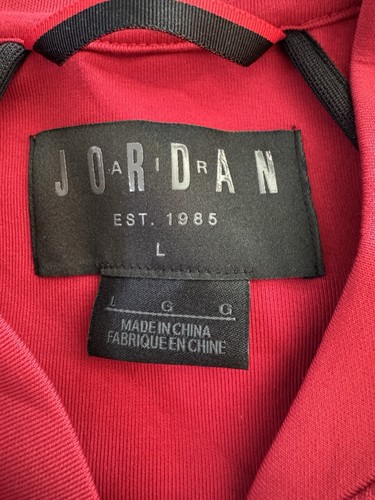 JORDAN
AIR
EST. 1985
L
L G G
MADE IN CHINA
FABRIQUE EN CHINE